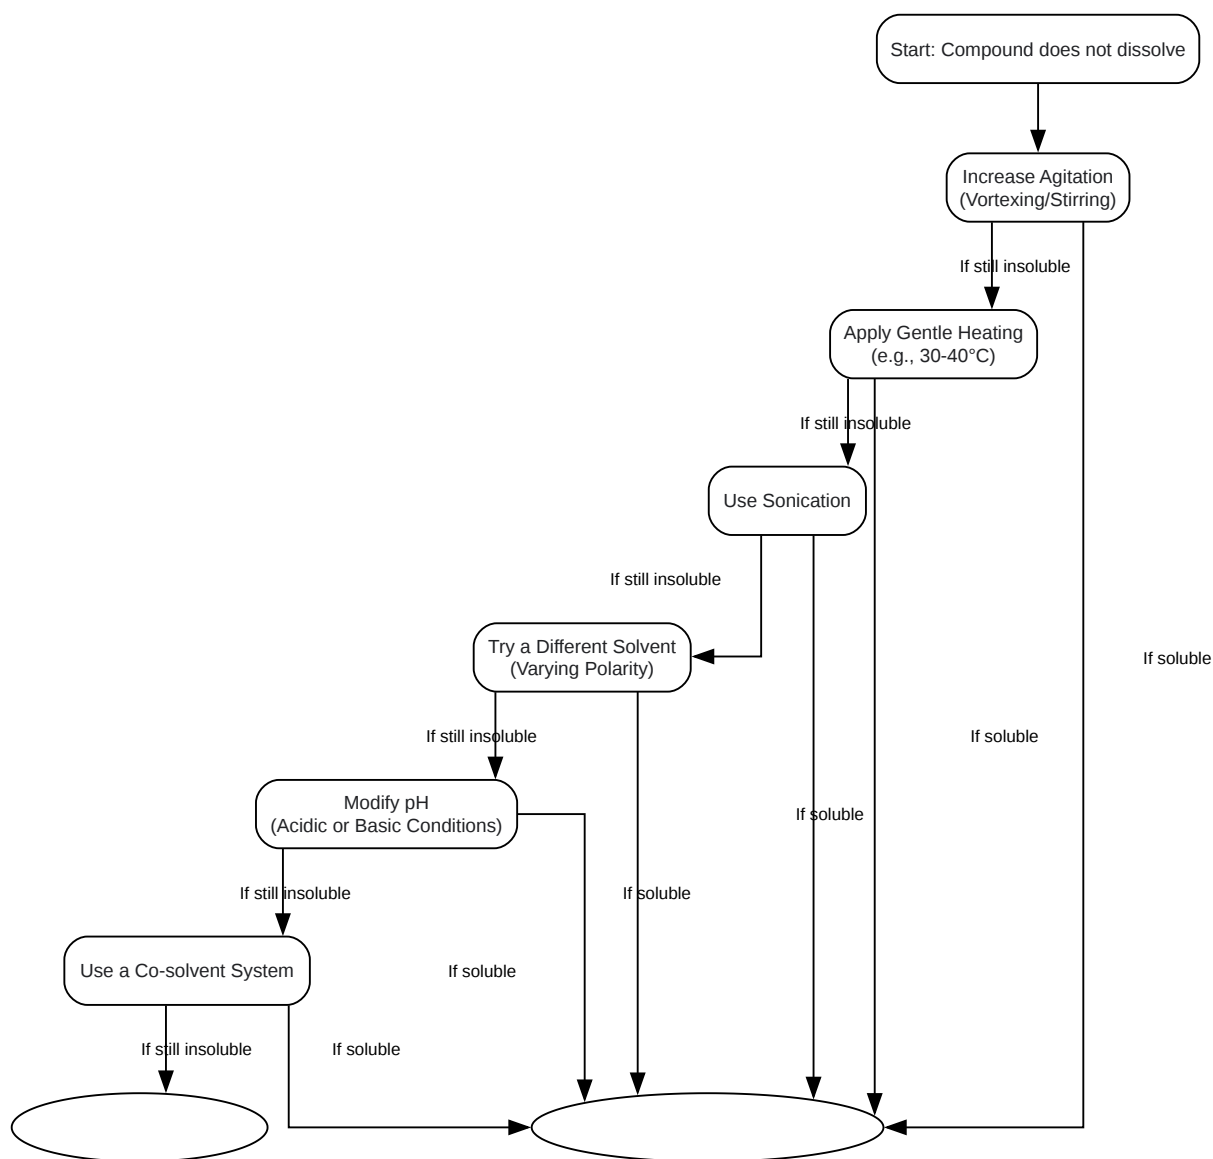 Start: Compound does not dissolve
Increase Agitation
(Vortexing/Stirring)
If still insoluble
Apply Gentle Heating
(e.g., 30-40°C)
If still insoluble
Use Sonication
If still insoluble
Try a Different Solvent
(Varying Polarity)
If soluble
If still insoluble
If soluble
Modify pH
(Acidic or Basic Conditions)
If soluble
If still insoluble
If soluble
Use a Co-solvent System
If soluble
If still insoluble
If soluble